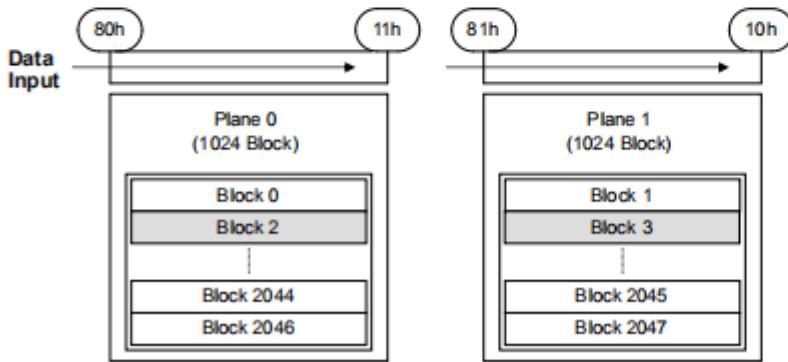 80h 11h 81h 10h
Data
Input
Plane 0
(1024 Block)
Block 0
Block 2
Block 2044
Block 2046
Plane 1
(1024 Block)
Block 1
Block 3
Block 2045
Block 2047